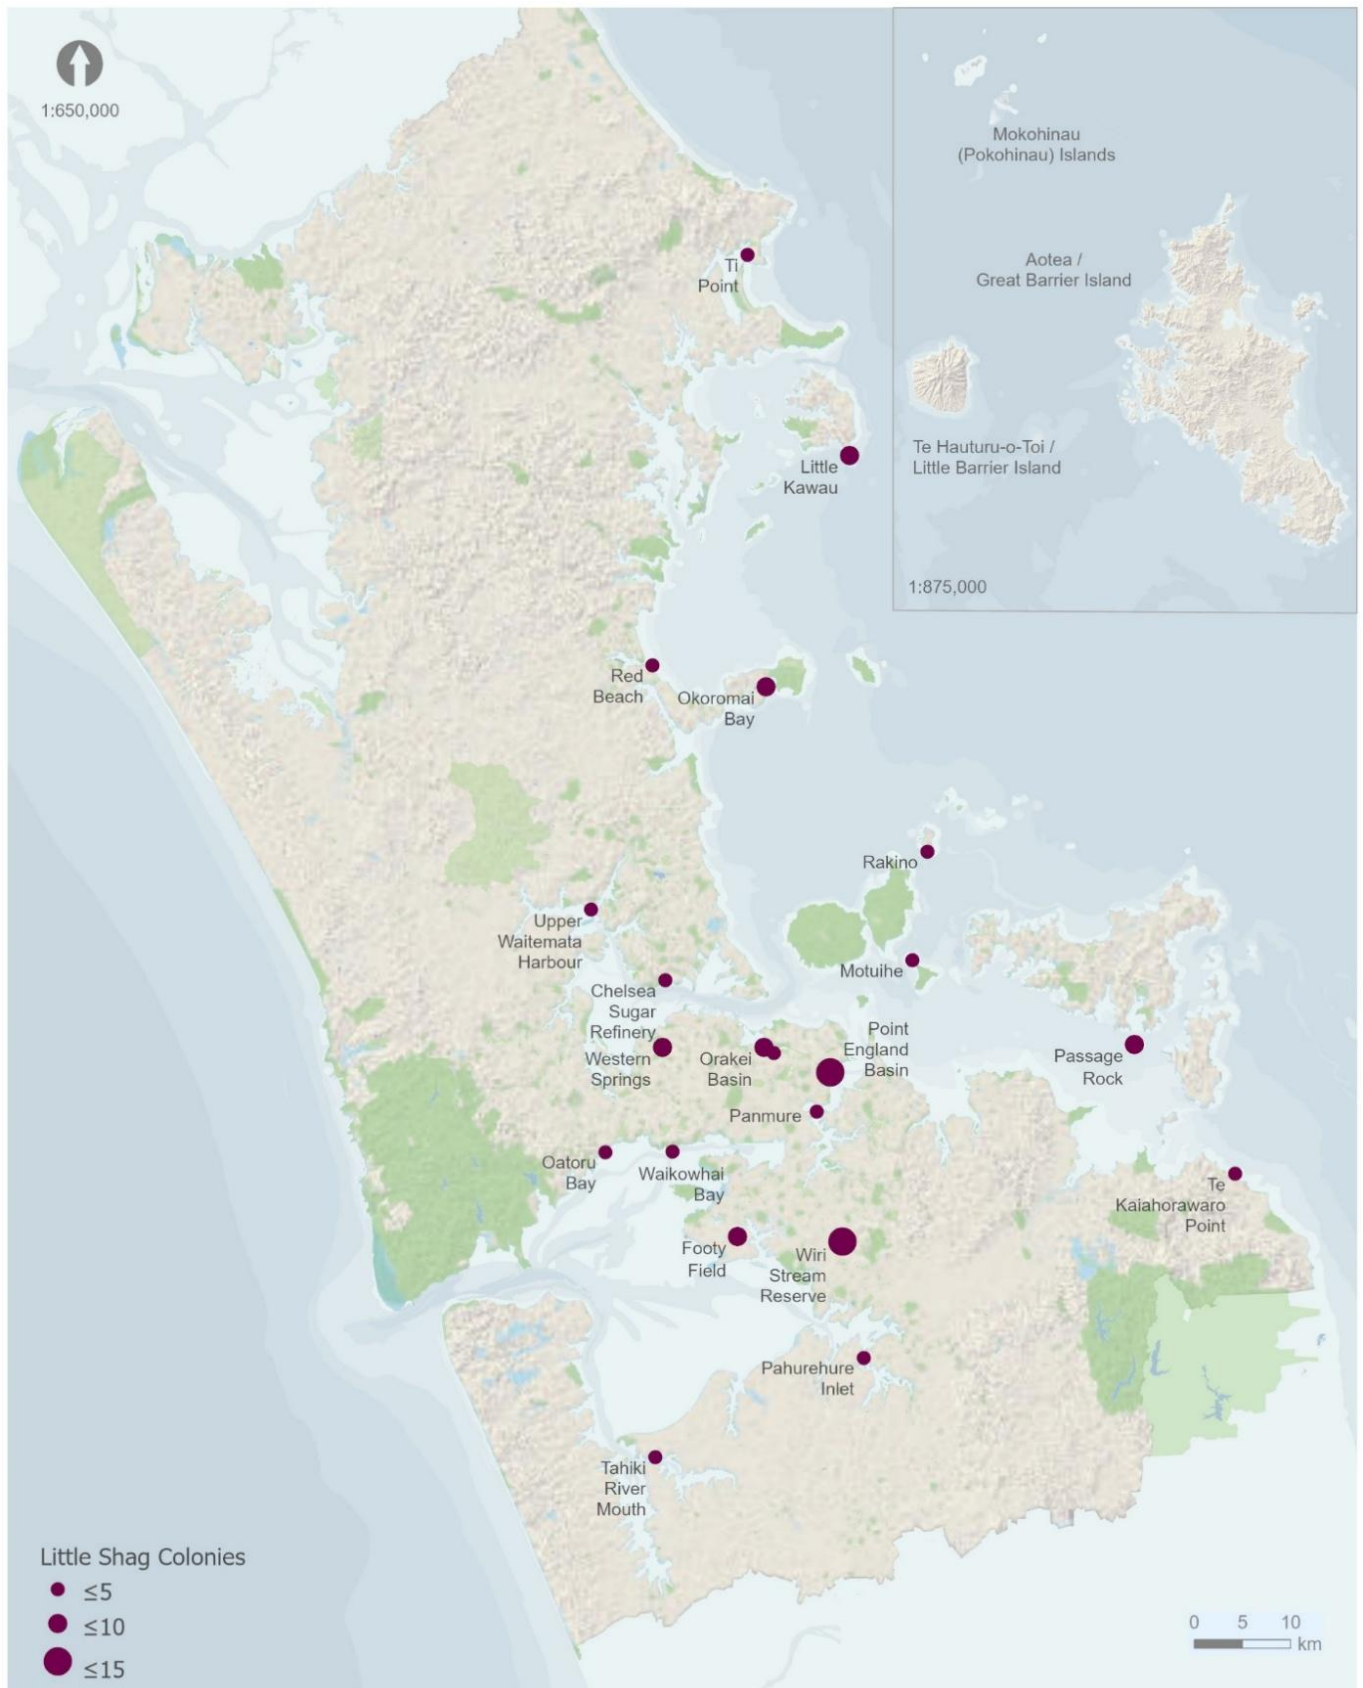 1:650,000
Mokohinau
(Pokohinau) Islands
Aotea /
Great Barrier Island
Te Hauturu-o-Toi /
Little Barrier Island
1:875,000
Ti
Point
Little
Kawau
Red
Beach
Okoromai
Bay
Rakino
Upper
Waitemata
Harbour
Motuihe
Chelsea
Sugar
Refinery
Western
Springs
Orakei
Basin
Point
England
Basin
Passage
Rock
Panmure
Oatoru
Bay
Waikowhai
Bay
Te
Kaiahorawaro
Point
Footy
Field
Wiri
Stream
Reserve
Pahurehure
Inlet
Tahiki
River
Mouth
Little Shag Colonies
≤5
≤10
≤15
0 5 10
km